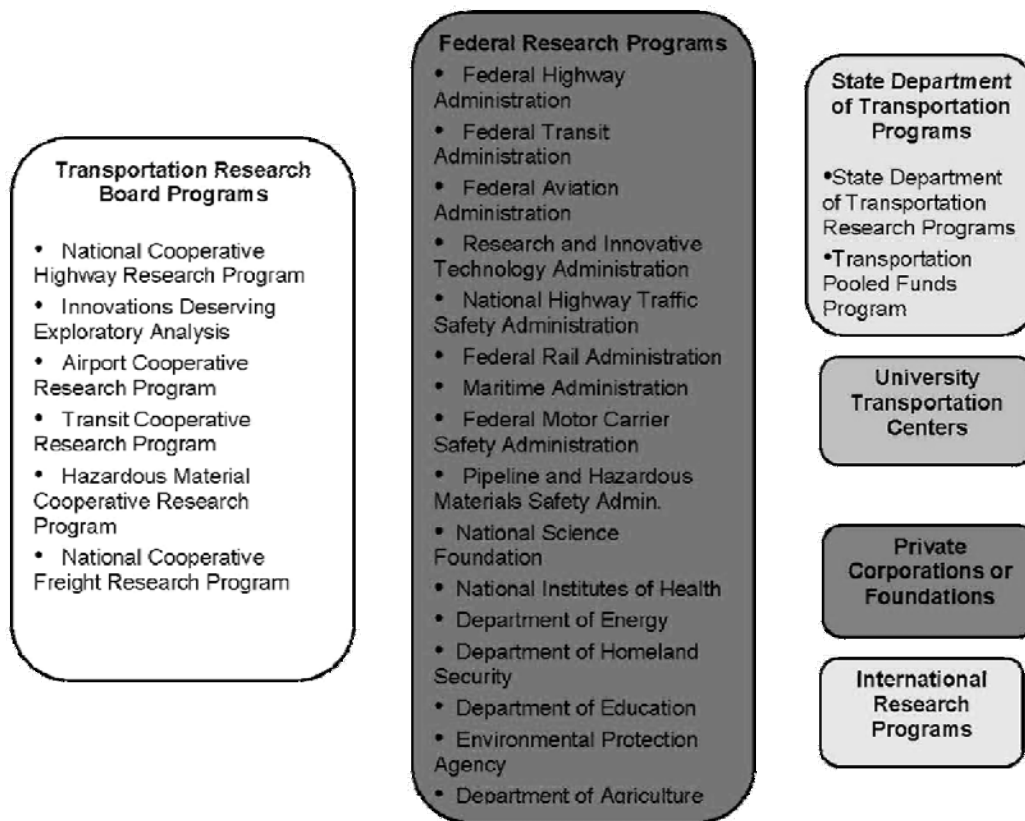 Transportation Research
Board Programs
• National Cooperative
Highway Research Program
• Innovations Deserving
Exploratory Analysis
• Airport Cooperative
Research Program
• Transit Cooperative
Research Program
• Hazardous Material
Cooperative Research
Program
• National Cooperative
Freight Research Program
Federal Research Programs
• Federal Highway
Administration
• Federal Transit
Administration
• Federal Aviation
Administration
• Research and Innovative
Technology Administration
• National Highway Traffic
Safety Administration
• Federal Rail Administration
• Maritime Administration
• Federal Motor Carrier
Safety Administration
• Pipeline and Hazardous
Materials Safety Admin.
• National Science
Foundation
• National Institutes of Health
• Department of Energy
• Department of Homeland
Security
• Department of Education
• Environmental Protection
Agency
• Department of Agriculture
State Department
of Transportation
Programs
•State Department
of Transportation
Research Programs
•Transportation
Pooled Funds
Program
University
Transportation
Centers
Private
Corporations or
Foundations
International
Research
Programs